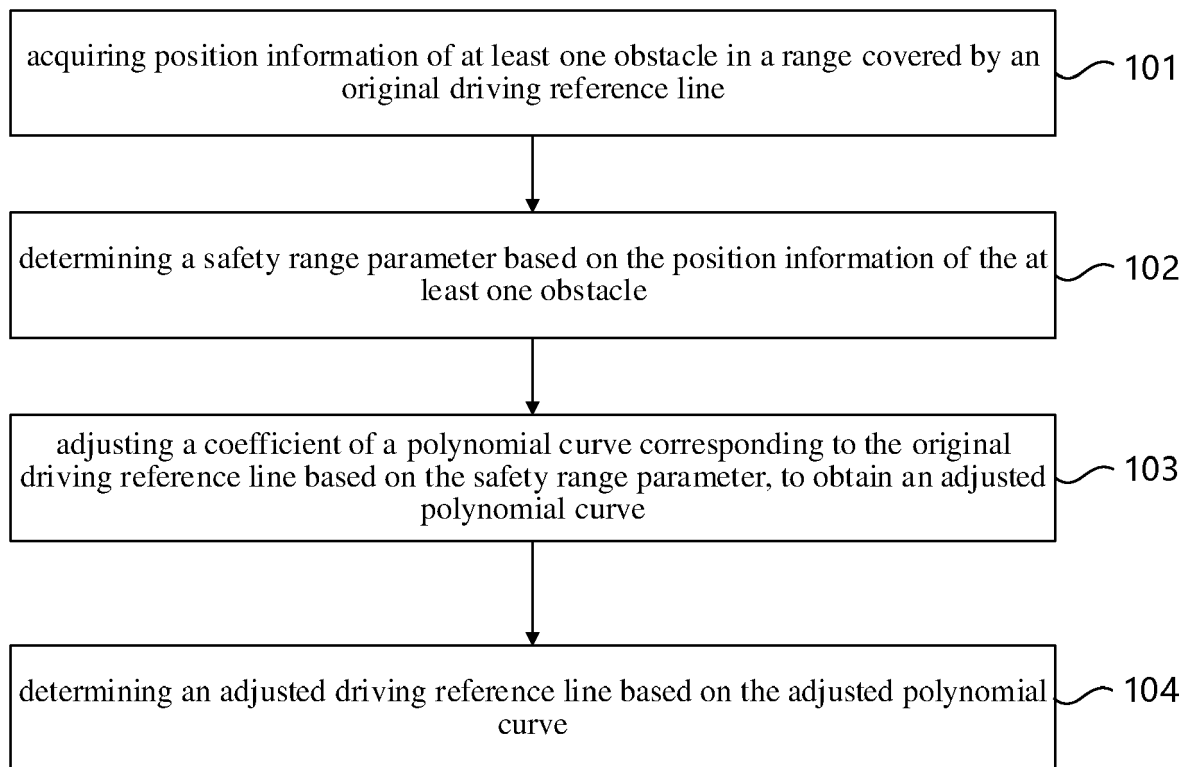 acquiring position information of at least one obstacle in a range covered by an
original driving reference line
101
determining a safety range parameter based on the position information of the at
least one obstacle
102
adjusting a coefficient of a polynomial curve corresponding to the original
driving reference line based on the safety range parameter, to obtain an adjusted
polynomial curve
103
determining an adjusted driving reference line based on the adjusted polynomial
curve
104